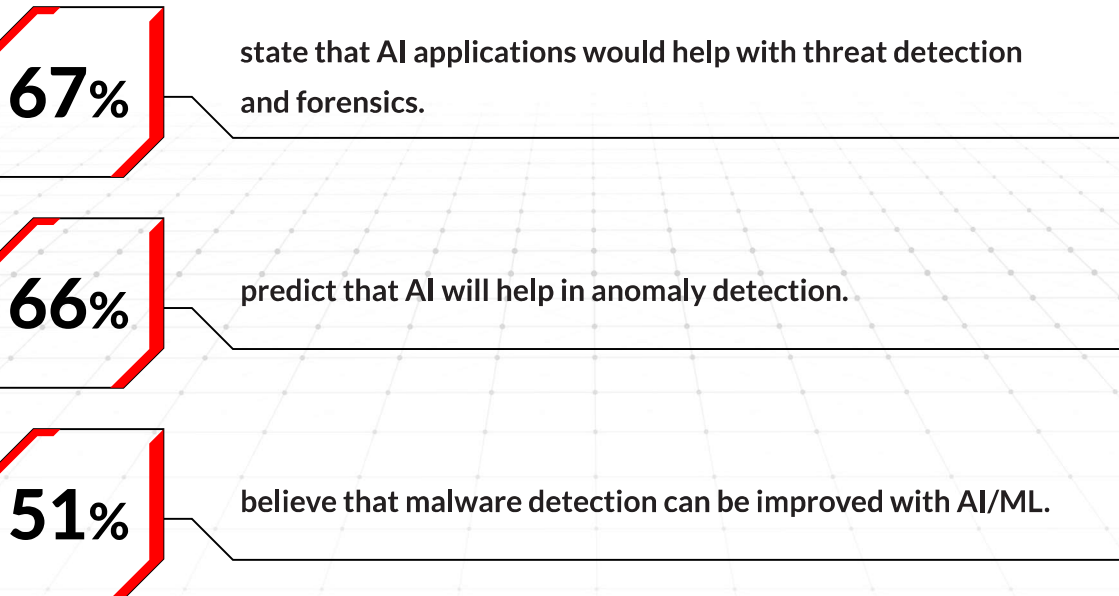 67%
state that AI applications would help with threat detection
and forensics.
66%
predict that AI will help in anomaly detection.
51%
believe that malware detection can be improved with AI/ML.